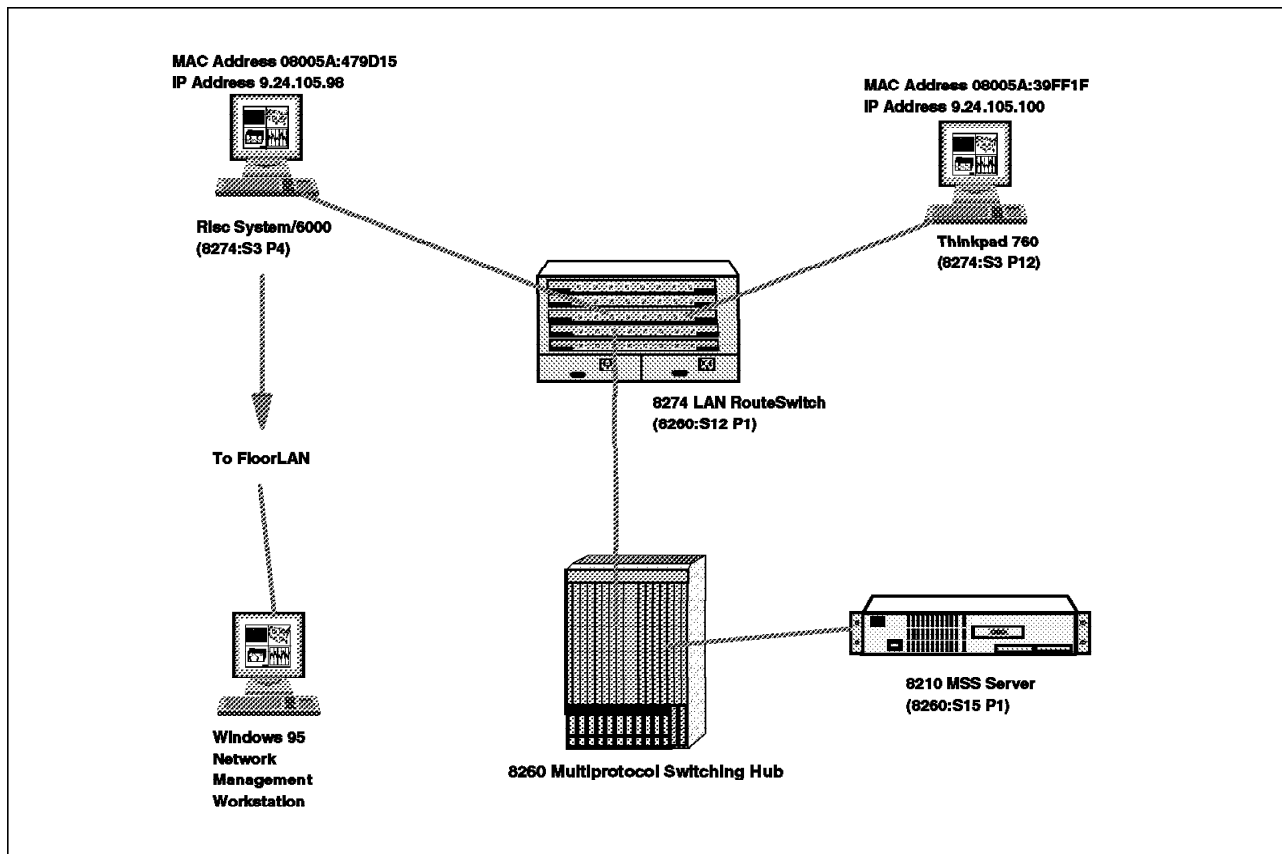 MAC Address 08005A:479D15
IP Address 9.24.105.98
MAC Address 08005A:39FF1F
IP Address 9.24.105.100
Risc System/6000
(8274:S3 P4)
Thinkpad 760
(8274:S3 P12)
8274 LAN RouteSwitch
(8260:S12 P1)
To FloorLAN
8210 MSS Server
(8260:S15 P1)
Windows 95
Network
Management
Workstation
8260 Multiprotocol Switching Hub